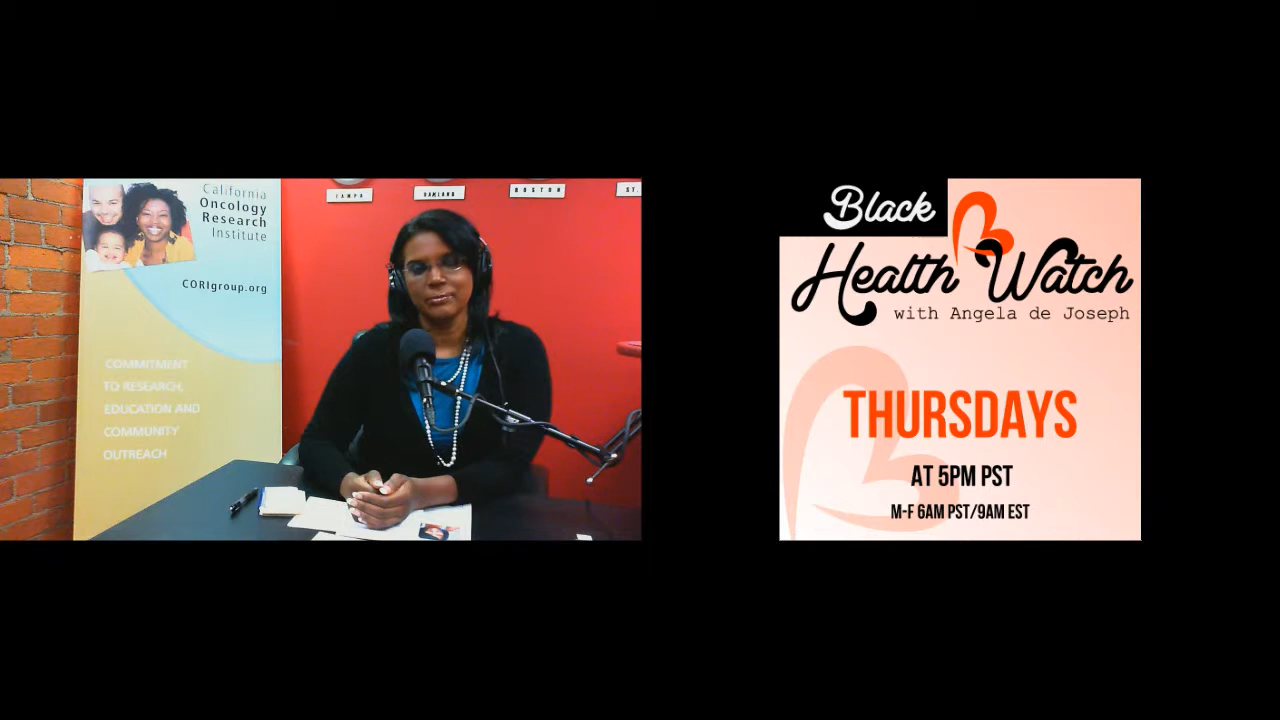 California
Oncology
Research
Institute
CORIgroup.org
COMMITMENT
TO RESEARCH,
EDUCATION AND
COMMUNITY
OUTREACH
TAMPA
BOSTON
ST.
Black
Health Watch
with Angela de Joseph
THURSDAYS
AT 5PM PST
M-F 6AM PST/9AM EST